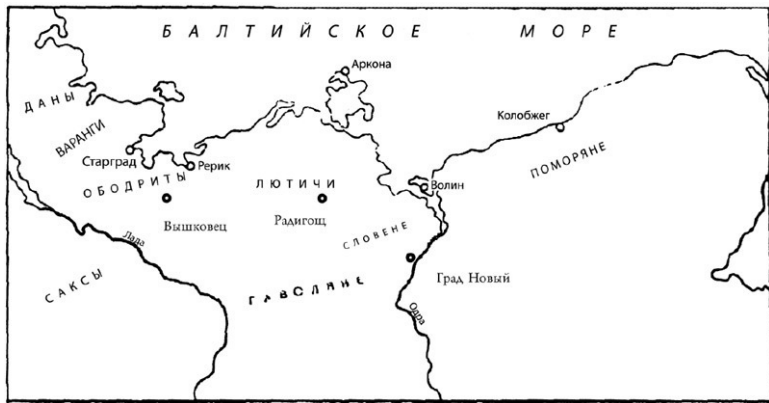 БАЛТИЙСКОЕ МОРЕ
Аркона
ДАНЫ
ВАРАНГИ
Колобжег
Старград
Рерик
ПОМОРЯНЕ
ОБОДРИТЫ
ЛЮТИЧИ
Волин
Вышковец
Радигощ
СЛОВЕНЕ
Лада
САКСЫ
ГАВОЛЯНЕ
Град Новый
Одра